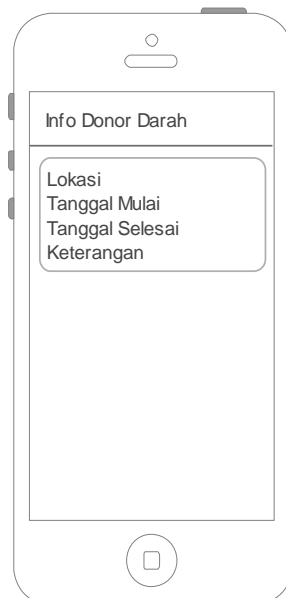 Info Donor Darah
Lokasi
Tanggal Mulai
Tanggal Selesai
Keterangan